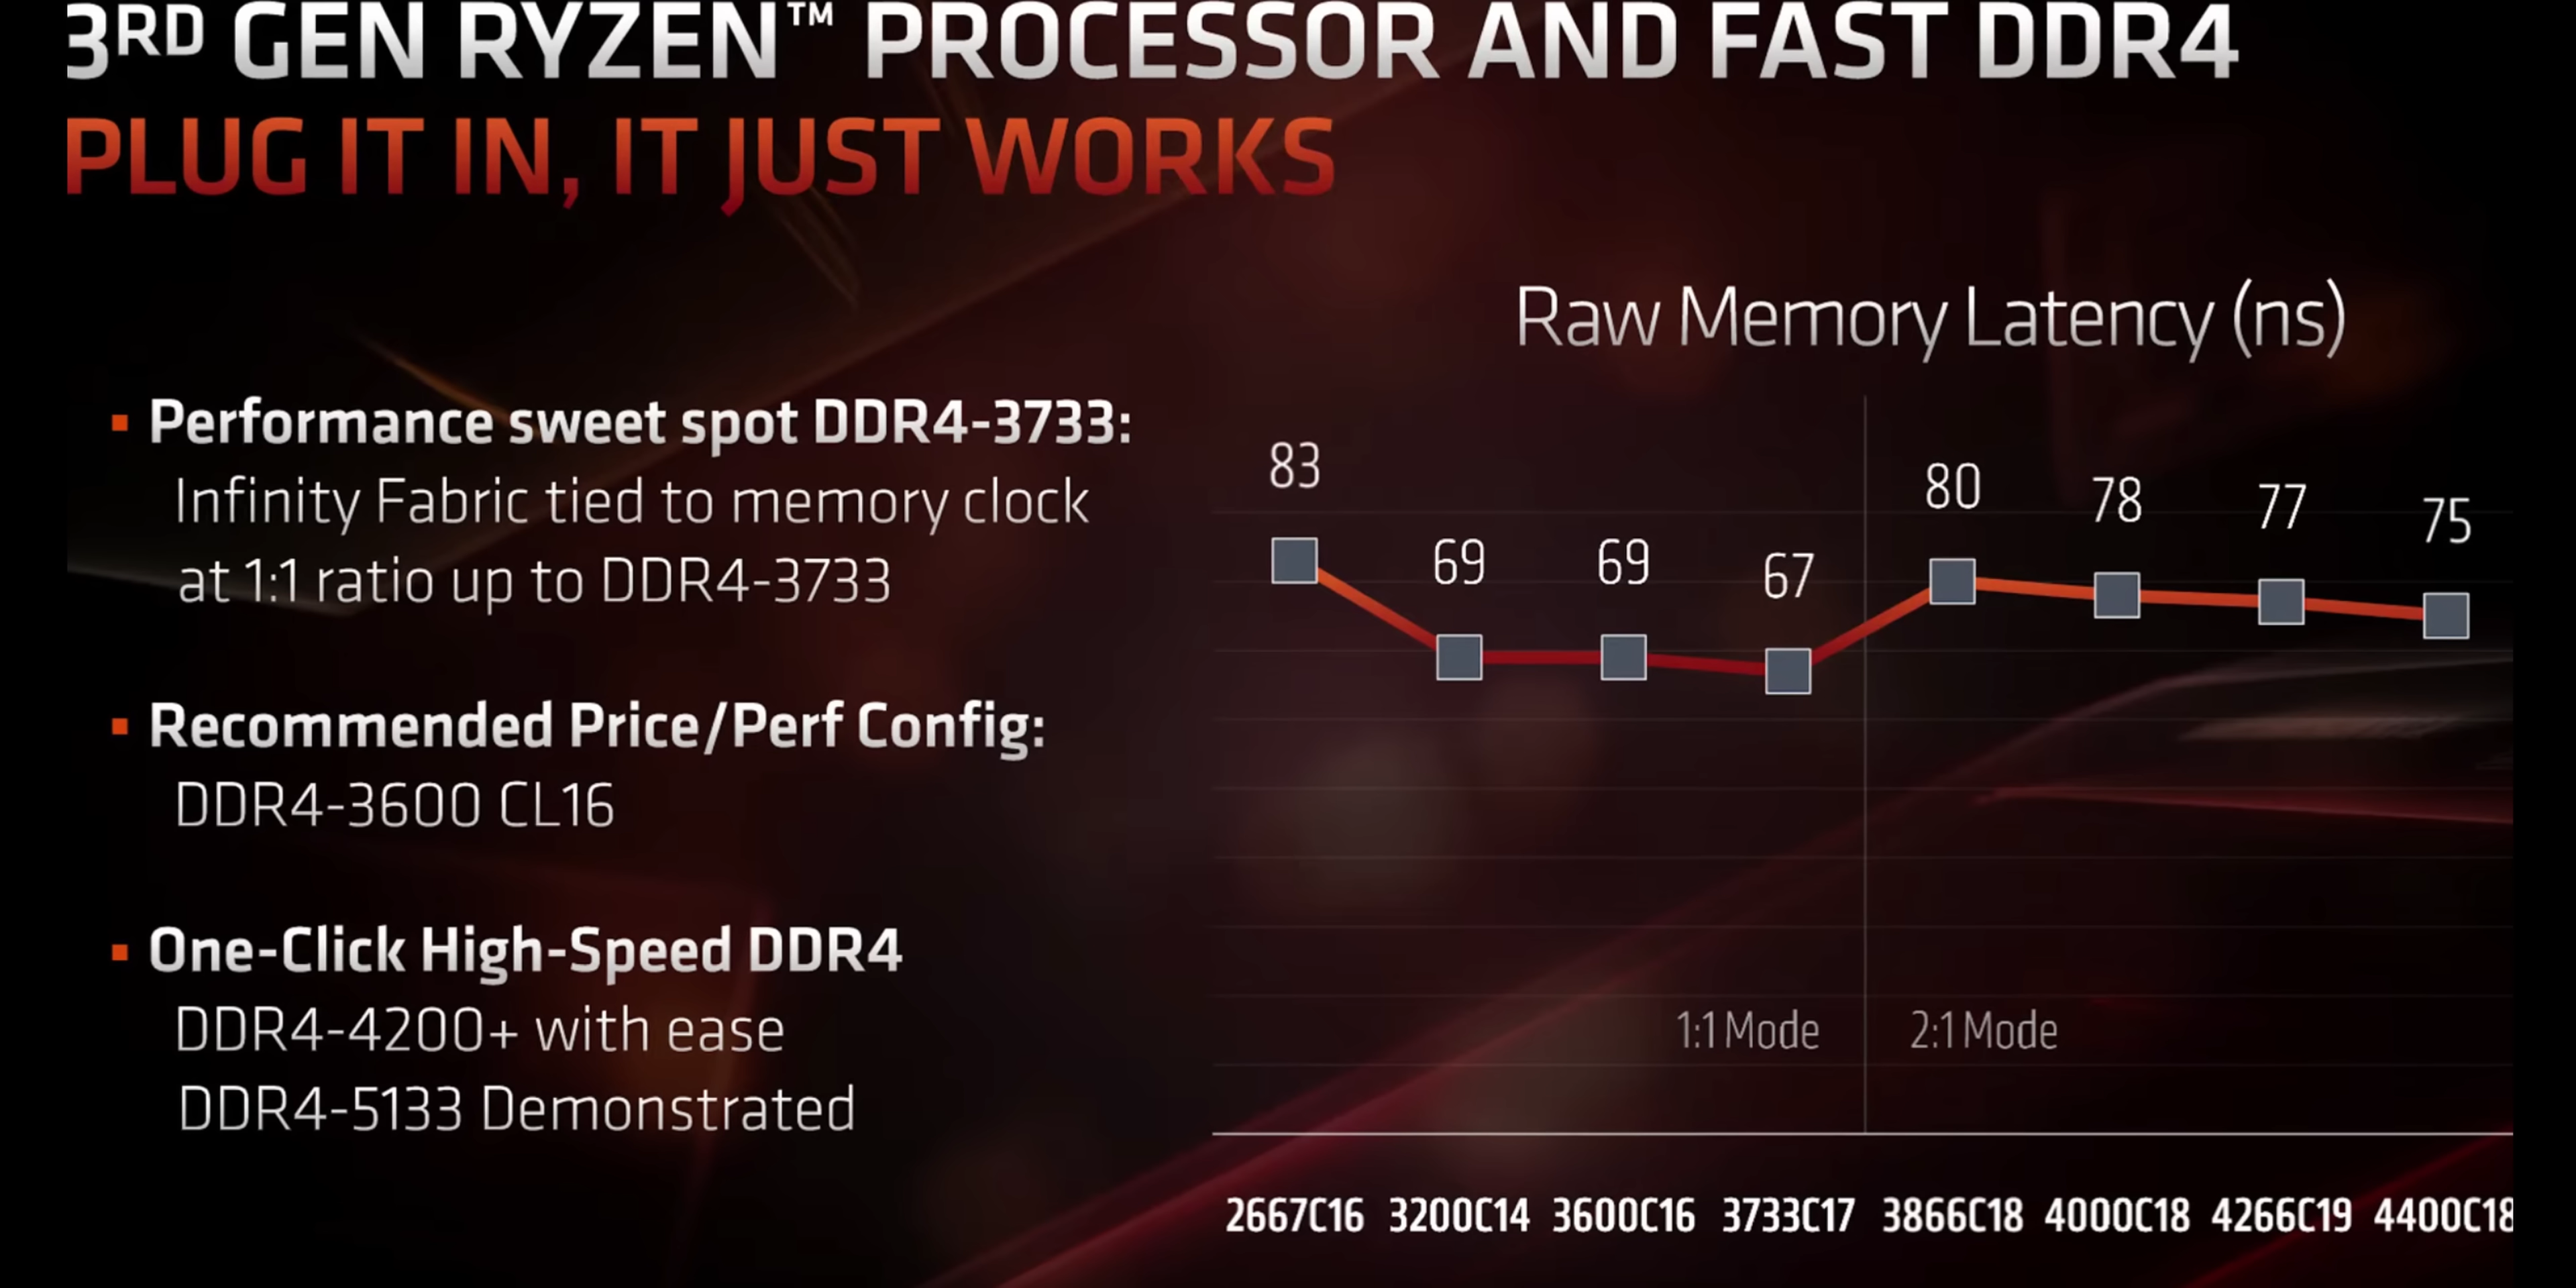 3RD GEN RYZEN™ PROCESSOR AND FAST DDR4
PLUG IT IN, IT JUST WORKS
Performance sweet spot DDR4-3733:
Infinity Fabric tied to memory clock
at 1:1 ratio up to DDR4-3733
Recommended Price/Perf Config:
DDR4-3600 CL16
One-Click High-Speed DDR4
DDR4-4200+ with ease
DDR4-5133 Demonstrated
Raw Memory Latency (ns)
83 69 69 67 80 78 77 75
1:1 Mode 2:1 Mode
2667C16 3200C14 3600C16 3733C17 3866C18 4000C18 4266C19 4400C18